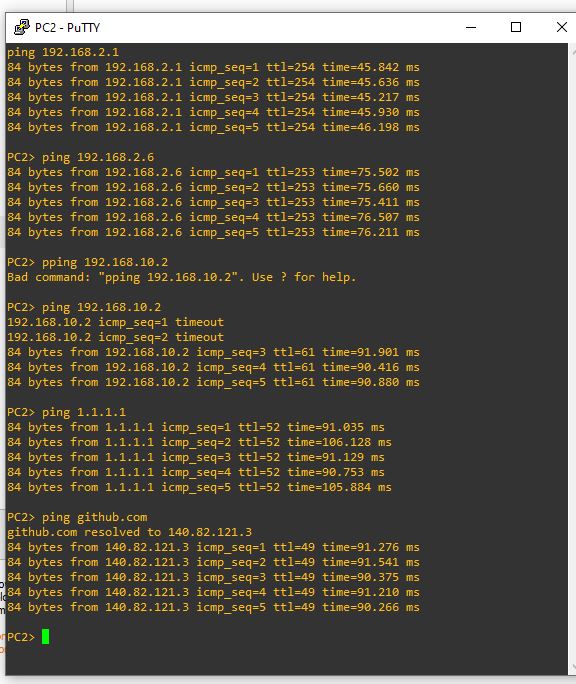 PC2 - PuTTY
ping 192.168.2.1
84 bytes from 192.168.2.1 icmp_seq=1 ttl=254 time=45.842 ms
84 bytes from 192.168.2.1 icmp_seq=2 ttl=254 time=45.636 ms
84 bytes from 192.168.2.1 icmp_seq=3 ttl=254 time=45.217 ms
84 bytes from 192.168.2.1 icmp_seq=4 ttl=254 time=45.930 ms
84 bytes from 192.168.2.1 icmp_seq=5 ttl=254 time=46.198 ms
PC2> ping 192.168.2.6
84 bytes from 192.168.2.6 icmp_seq=1 ttl=253 time=75.502 ms
84 bytes from 192.168.2.6 icmp_seq=2 ttl=253 time=75.660 ms
84 bytes from 192.168.2.6 icmp_seq=3 ttl=253 time=75.411 ms
84 bytes from 192.168.2.6 icmp_seq=4 ttl=253 time=76.507 ms
84 bytes from 192.168.2.6 icmp_seq=5 ttl=253 time=76.211 ms
PC2> pping 192.168.10.2
Bad command: "pping 192.168.10.2". Use ? for help.
PC2> ping 192.168.10.2
192.168.10.2 icmp_seq=1 timeout
192.168.10.2 icmp_seq=2 timeout
84 bytes from 192.168.10.2 icmp_seq=3 ttl=61 time=91.901 ms
84 bytes from 192.168.10.2 icmp_seq=4 ttl=61 time=90.416 ms
84 bytes from 192.168.10.2 icmp_seq=5 ttl=61 time=90.880 ms
PC2> ping 1.1.1.1
84 bytes from 1.1.1.1 icmp_seq=1 ttl=52 time=91.035 ms
84 bytes from 1.1.1.1 icmp_seq=2 ttl=52 time=106.128 ms
84 bytes from 1.1.1.1 icmp_seq=3 ttl=52 time=91.129 ms
84 bytes from 1.1.1.1 icmp_seq=4 ttl=52 time=90.753 ms
84 bytes from 1.1.1.1 icmp_seq=5 ttl=52 time=105.884 ms
PC2> ping github.com
github.com resolved to 140.82.121.3
84 bytes from 140.82.121.3 icmp_seq=1 ttl=49 time=91.276 ms
84 bytes from 140.82.121.3 icmp_seq=2 ttl=49 time=91.541 ms
84 bytes from 140.82.121.3 icmp_seq=3 ttl=49 time=90.375 ms
84 bytes from 140.82.121.3 icmp_seq=4 ttl=49 time=91.210 ms
84 bytes from 140.82.121.3 icmp_seq=5 ttl=49 time=90.266 ms
PC2>